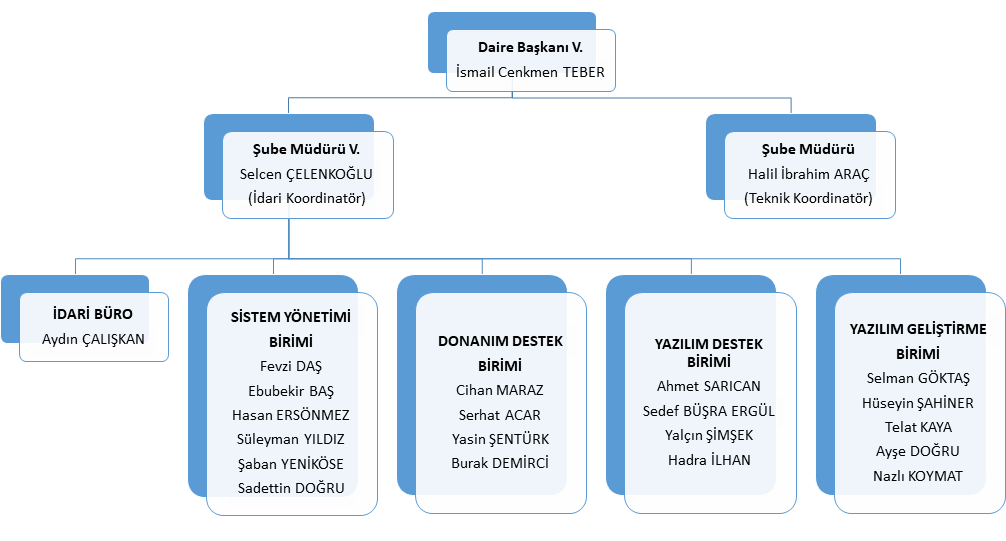 Daire Başkanı V.
İsmail Cenkmen TEBER
Şube Müdürü V.
Selcen ÇELENKOĞLU
(İdari Koordinatör)
Şube Müdürü
Halil İbrahim ARAÇ
(Teknik Koordinatör)
İDARİ BÜRO
Aydın ÇALIŞKAN
SİSTEM YÖNETİMİ
BİRİMİ
Fevzi DAŞ
Ebubekir BAŞ
Hasan ERSÖNMEZ
Süleyman YILDIZ
Şaban YENİKÖSE
Sadettin DOĞRU
DONANIM DESTEK
BİRİMİ
Cihan MARAZ
Serhat ACAR
Yasin ŞENTÜRK
Burak DEMİRCİ
YAZILIM DESTEK
BİRİMİ
Ahmet SARICAN
Sedef BÜŞRA ERGÜL
Yalçın ŞİMŞEK
Hadra İLHAN
YAZILIM GELİŞTİRME
BİRİMİ
Selman GÖKTAŞ
Hüseyin ŞAHİNER
Telat KAYA
Ayşe DOĞRU
Nazlı KOYMAT